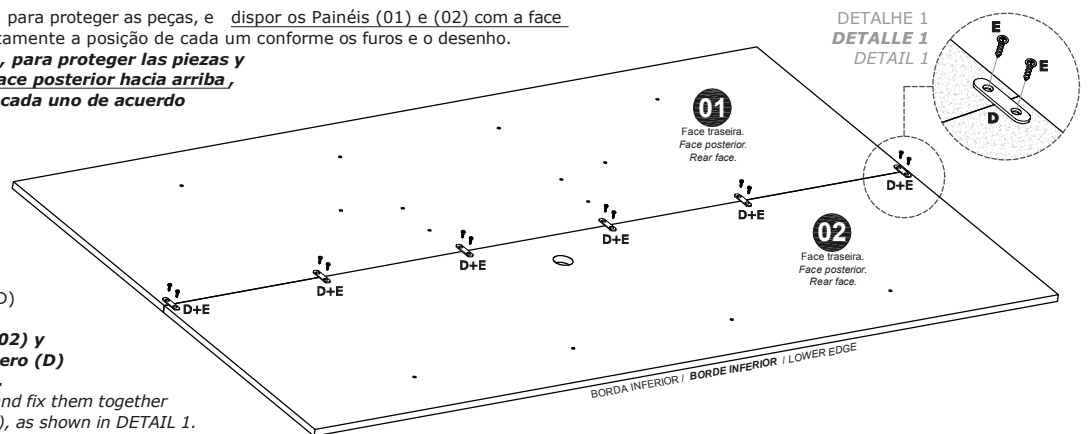 para proteger as peças, e dispor os Painéis (01) e (02) com a face
tamente a posição de cada um conforme os furos e o desenho.
, para proteger las piezas y
ace posterior hacia arriba ,
cada uno de acuerdo
DETALHE 1
DETALLE 1
DETAIL 1
E
E
D
01
Face traseira.
Face posterior.
Rear face.
D+E
D+E
D+E
D+E
D+E
D+E
02
Face traseira.
Face posterior.
Rear face.
BORDA INFERIOR / BORDE INFERIOR / LOWER EDGE
D)
02) y
ero (D)
.
nd fix them together
), as shown in DETAIL 1.